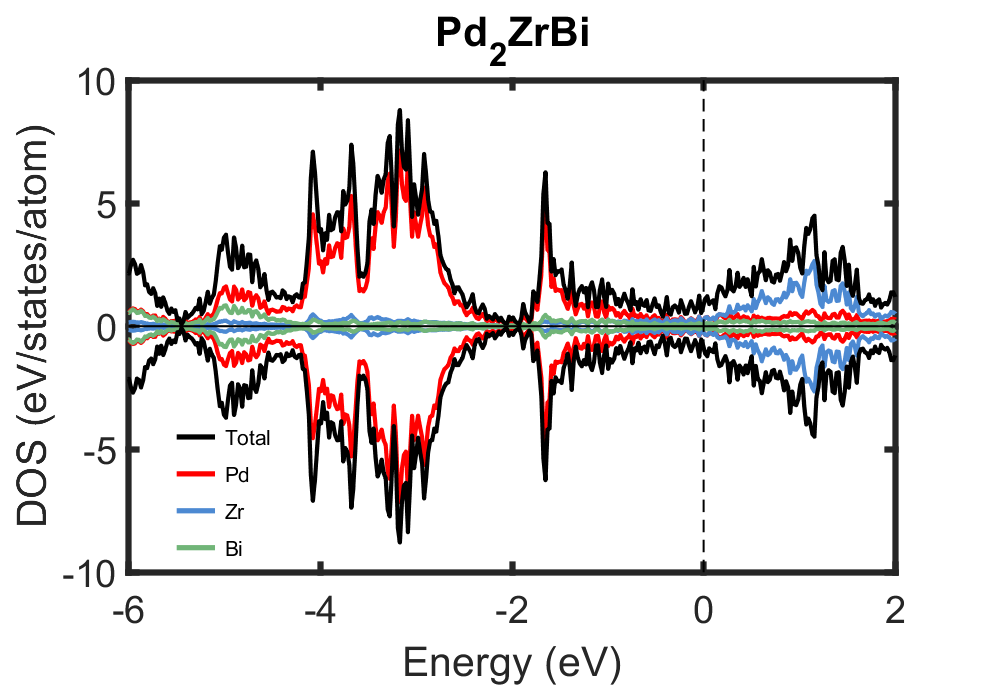 Pd2ZrBi
10
5
0
-5
-10
DOS (eV/states/atom)
Total
Pd
Zr
Bi
-6 -4 -2 0 2
Energy (eV)